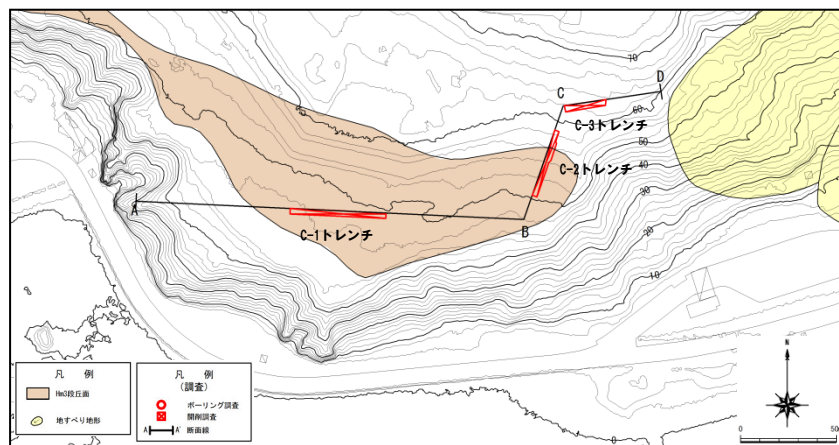 70
C
D
60
C-3トレンチ
50
C-2トレンチ
40
30
A
B
C-1トレンチ
20
10
N
凡 例
Hm3段丘面
地すべり地形
凡 例
(調査)
ボーリング調査
開削調査
A A' 断面線
0